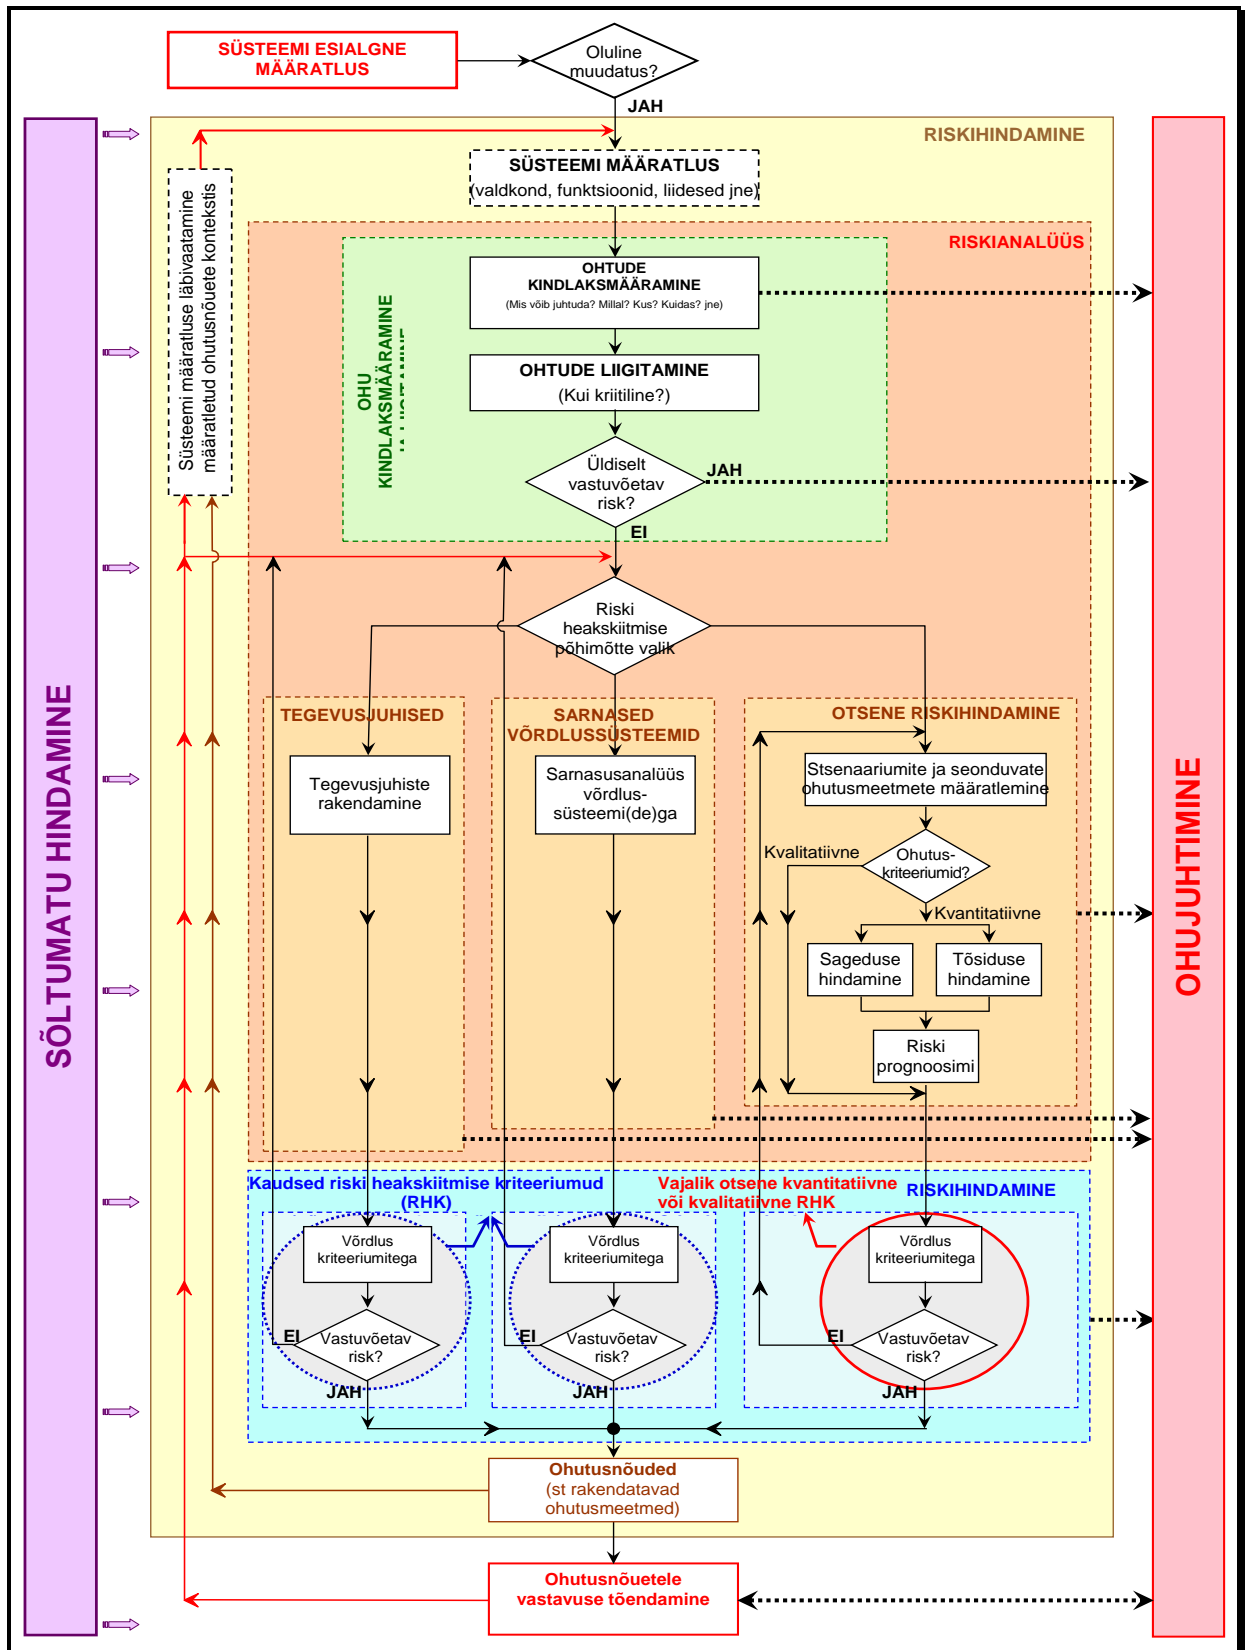 SÜSTEEMI ESIALGNE
MÄÄRATLUS
Oluline
muudatus?
JAH
SÕLTUMATU HINDAMINE
OHUJUHTIMINE
RISKIHINDAMINE
SÜSTEEMI MÄÄRATLUS
(valdkond, funktsioonid, liidesed jne)
Süsteemi määratluse läbivaatamine
määratletud ohutusnõuete kontekstis
RISKIANALÜÜS
OHU
KINDLAKSMÄÄRAMINE
OHTUDE
KINDLAKSMÄÄRAMINE
(Mis võib juhtuda? Millal? Kus? Kuidas? jne)
OHTUDE LIIGITAMINE
(Kui kriitiline?)
Üldiselt
vastuvõetav
risk?
JAH
EI
Riski
heakskiitmise
põhimõtte valik
TEGEVUSJUHISED
Tegevusjuhiste
rakendamine
SARNASED
VÕRDLUSSÜSTEEMID
Sarnasusanalüüs
võrdlus-
süsteemi(de)ga
OTSENE RISKIHINDAMINE
Stsenaariumite ja seonduvate
ohutusmeetmete määratlemine
Kvalitatiivne
Ohutus-
kriteeriumid?
Kvantitatiivne
Sageduse
hindamine
Tõsiduse
hindamine
Riski
prognoosimi
Kaudsed riski heakskiitmise kriteeriumud
(RHK)
Vajalik otsene kvantitatiivne
või kvalitatiivne RHK
RISKIHINDAMINE
Võrdlus
kriteeriumitega
EI
Vastuvõetav
risk?
JAH
Võrdlus
kriteeriumitega
EI
Vastuvõetav
risk?
JAH
Võrdlus
kriteeriumitega
EI
Vastuvõetav
risk?
JAH
Ohutusnõuded
(st rakendatavad
ohutusmeetmed)
Ohutusnõuetele
vastavuse tõendamine